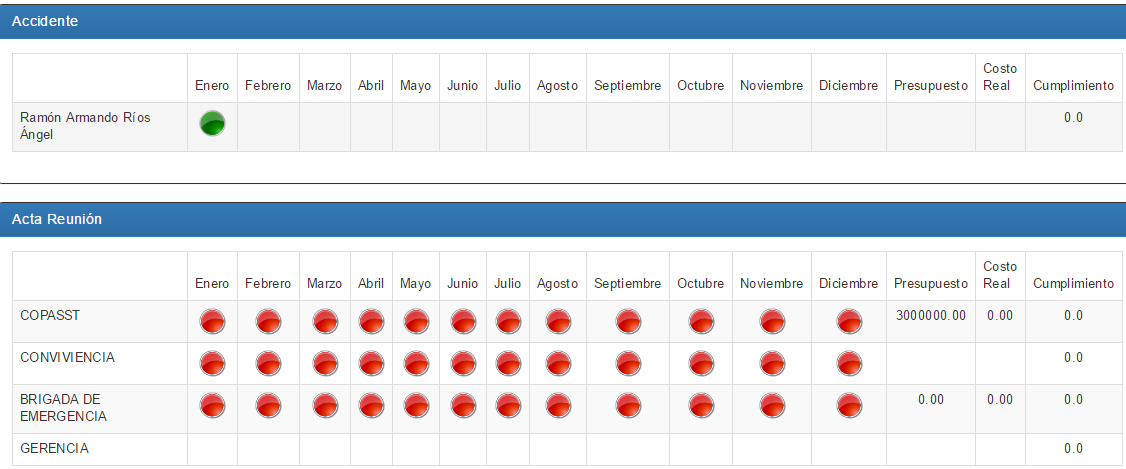 Accidente
Enero Febrero Marzo Abril Mayo Junio Julio Agosto Septiembre Octubre Noviembre Diciembre Presupuesto Costo Real Cumplimiento
Ramón Armando Ríos 0.0
Ángel
Acta Reunión
Enero Febrero Marzo Abril Mayo Junio Julio Agosto Septiembre Octubre Noviembre Diciembre Presupuesto Costo Real Cumplimiento
COPASST 3000000.00 0.00 0.0
CONVIVIENCIA 0.0
BRIGADA DE 0.00 0.00 0.0
EMERGENCIA
GERENCIA 0.0